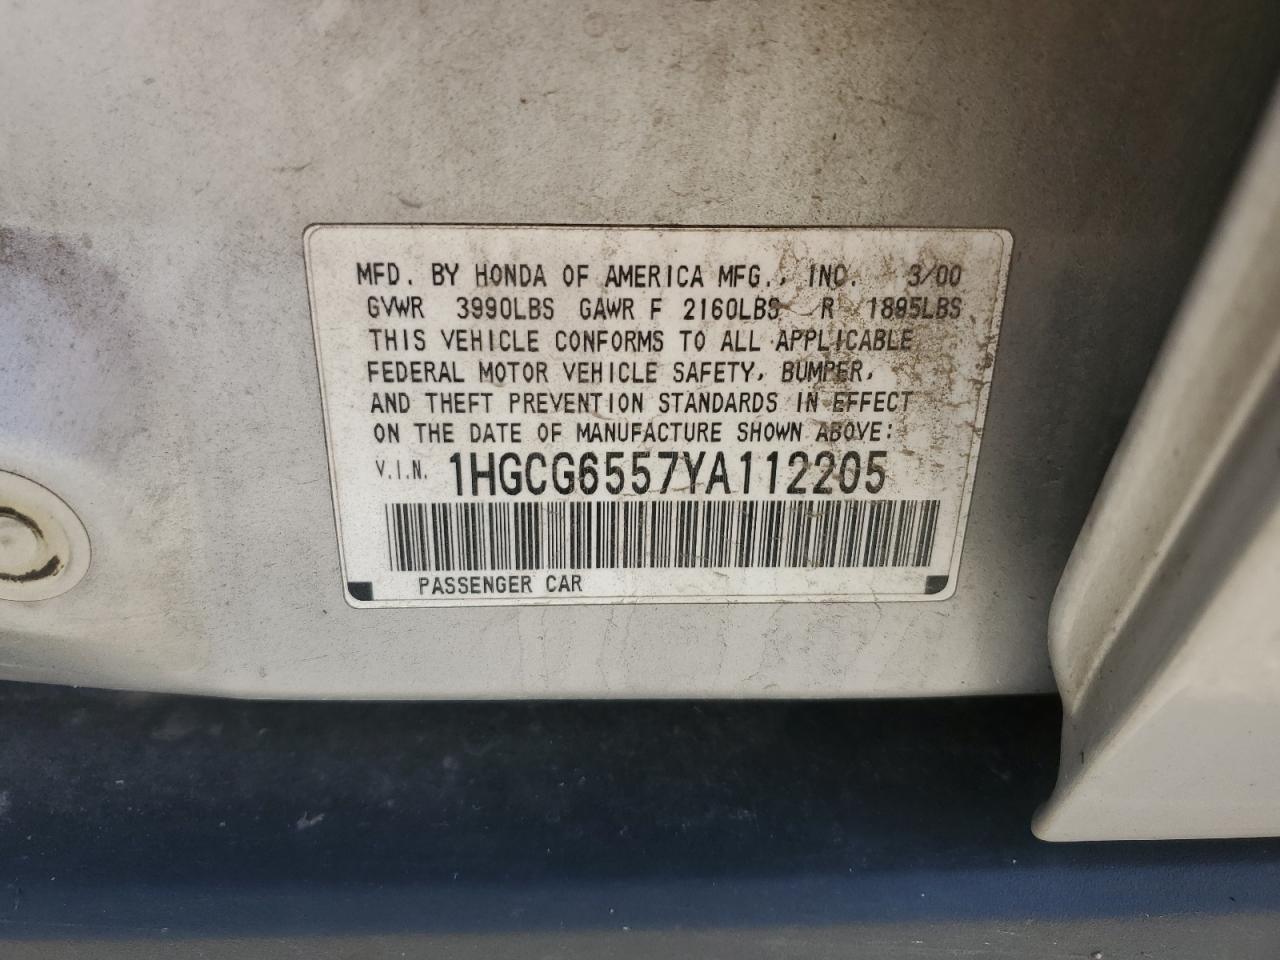 MFD. BY HONDA OF AMERICA MFG., INC. 3/00
GVWR 3990LBS GAWR F 2160LBS R 1895LBS
THIS VEHICLE CONFORMS TO ALL APPLICABLE
FEDERAL MOTOR VEHICLE SAFETY, BUMPER,
AND THEFT PREVENTION STANDARDS IN EFFECT
ON THE DATE OF MANUFACTURE SHOWN ABOVE:
V.I.N. 1HGCG6557YA112205
PASSENGER CAR